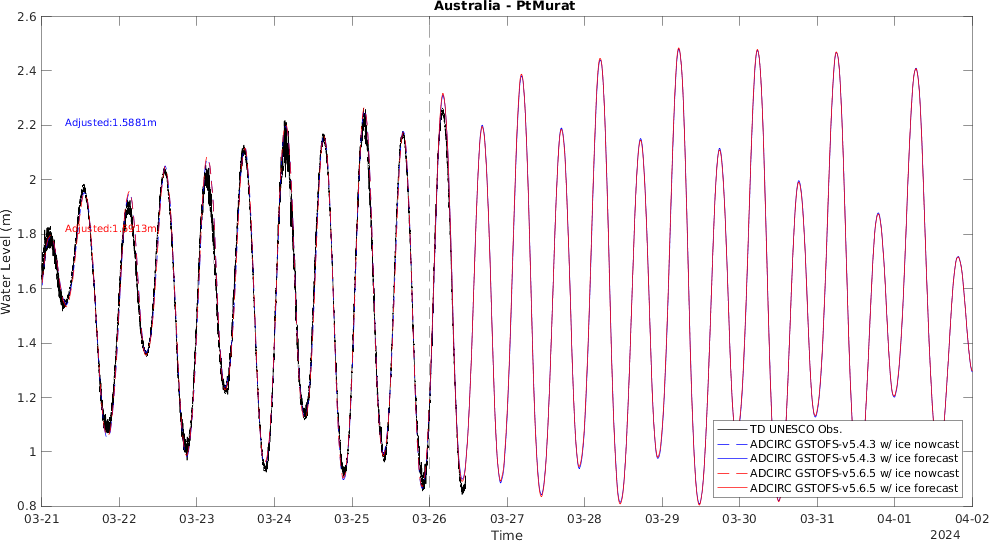 Australia - PtMurat
2.6
2.4
2.2
2
1.8
1.6
1.4
1.2
1
0.8
Water Level (m)
Adjusted:1.5881m
Adjusted:1.5913m
TD UNESCO Obs.
ADCIRC GSTOFS-v5.4.3 w/ ice nowcast
ADCIRC GSTOFS-v5.4.3 w/ ice forecast
ADCIRC GSTOFS-v5.6.5 w/ ice nowcast
ADCIRC GSTOFS-v5.6.5 w/ ice forecast
03-21 03-22 03-23 03-24 03-25 03-26 03-27 03-28 03-29 03-30 03-31 04-01 04-02
Time
2024